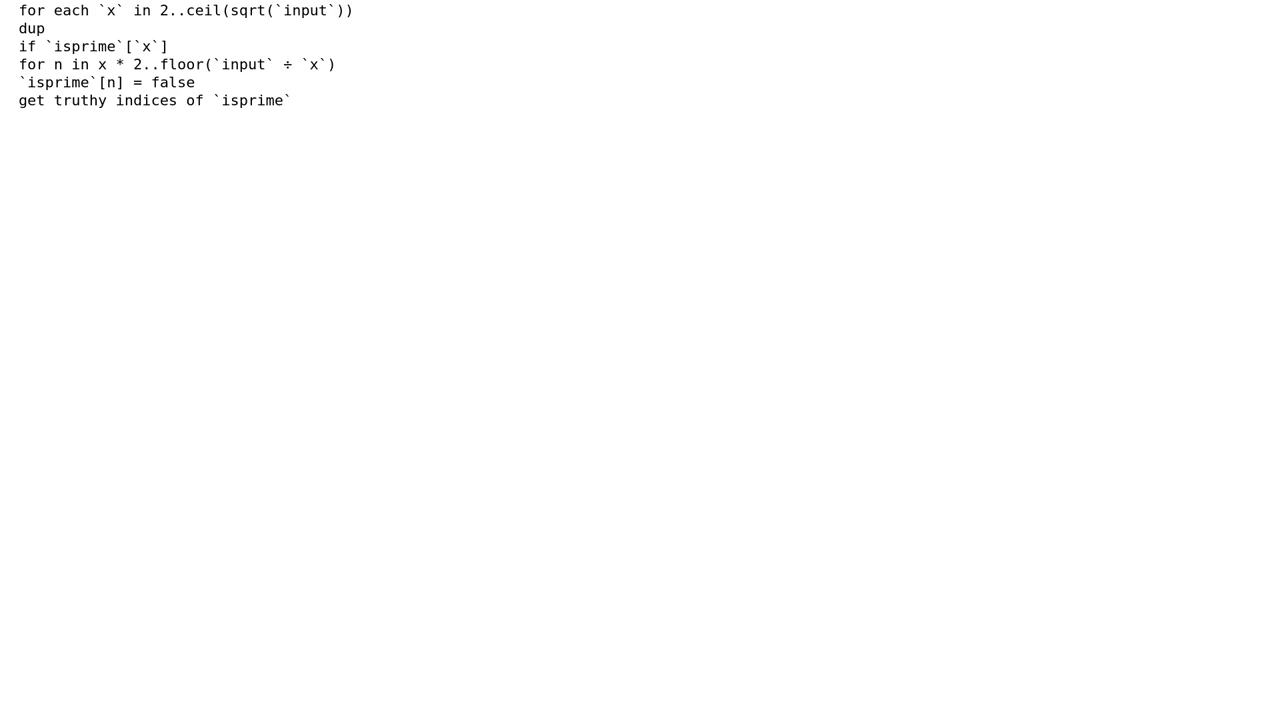 for each `x` in 2..ceil(sqrt(`input`))
dup
if `isprime`[`x`]
for n in x * 2..floor(`input` ÷ `x`)
`isprime`[n] = false
get truthy indices of `isprime`